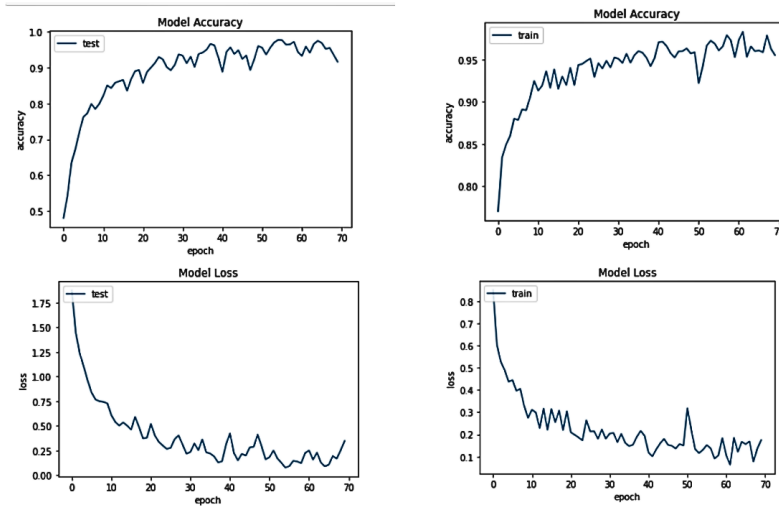 Model Accuracy
test
1.0
0.9
0.8
0.7
0.6
0.5
accuracy
0 10 20 30 40 50 60 70
epoch
Model Accuracy
train
0.95
0.90
0.85
0.80
accuracy
0 10 20 30 40 50 60 7
epoch
Model Loss
test
1.75
1.50
1.25
1.00
0.75
0.50
0.25
0.00
loss
0 10 20 30 40 50 60 70
epoch
Model Loss
train
0.8
0.7
0.6
0.5
0.4
0.3
0.2
0.1
loss
0 10 20 30 40 50 60 70
epoch